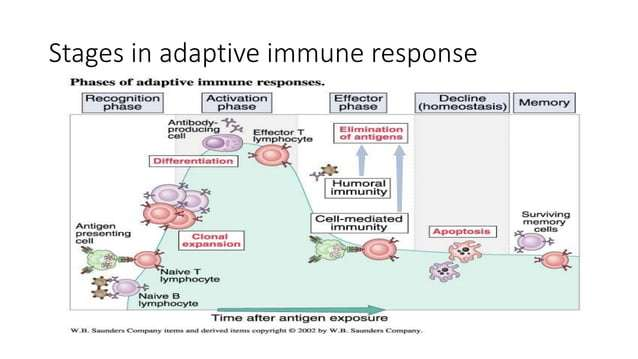 Stages in adaptive immune response
Phases of adaptive immune responses.
Recognition
phase
Activation
phase
Effector
phase
Decline
(homeostasis)
Memory
Antibody-
producing
cell
Effector T
lymphocyte
Elimination
of antigens
Differentiation
Humoral
immunity
Cell-mediated
immunity
Clonal
expansion
Antigen
presenting
cell
Apoptosis
Surviving
memory
cells
Naive T
lymphocyte
Naive B
lymphocyte
Time after antigen exposure
W.B. Saunders Company items and derived items copyright © 2002 by W.B. Saunders Company.